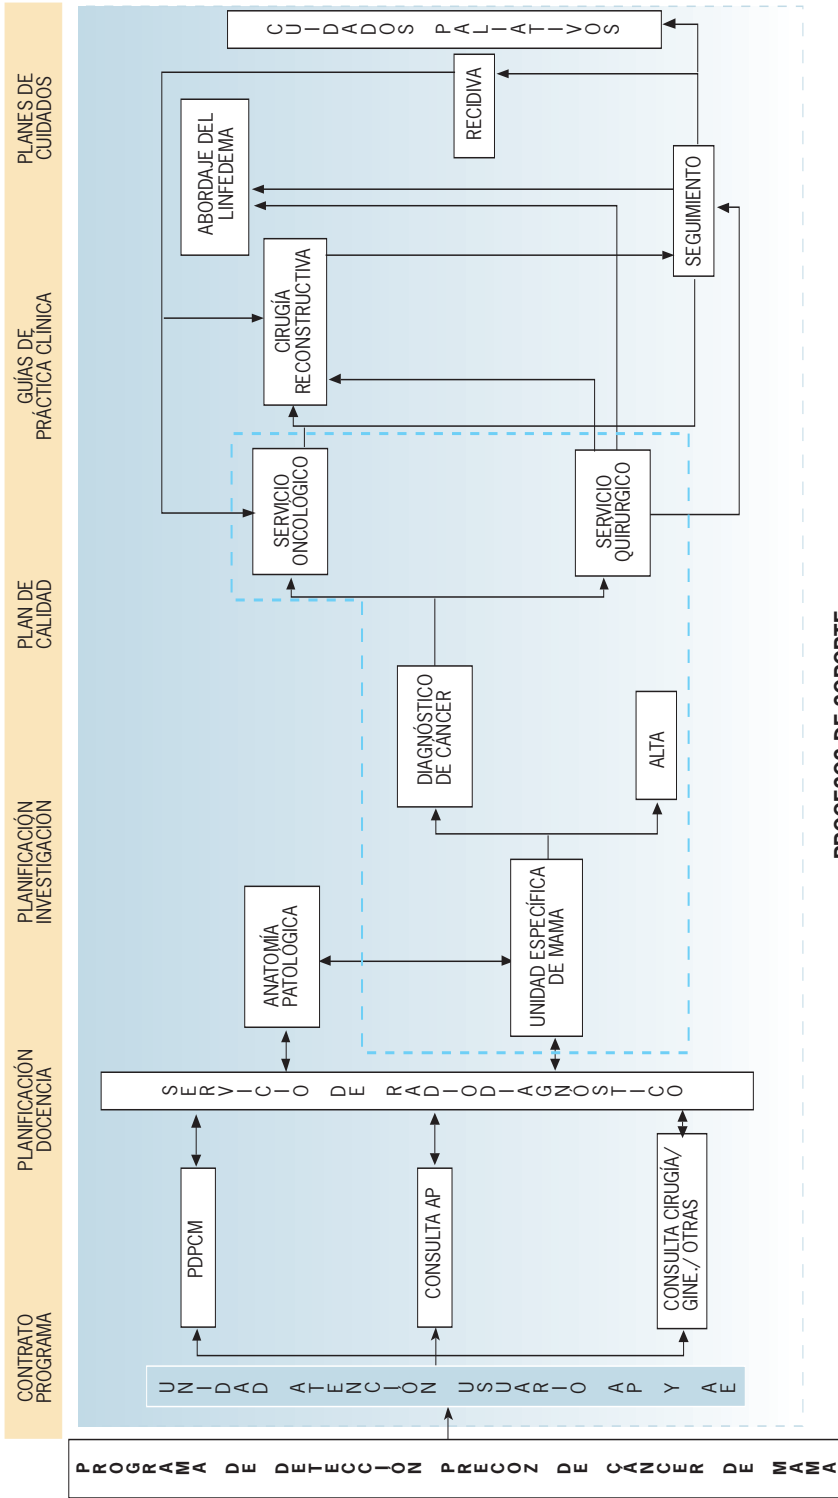 CONTRATO
PROGRAMA
PLANIFICACIÓN
DOCENCIA
PLANIFICACIÓN
INVESTIGACIÓN
PLAN DE
CALIDAD
GUÍAS DE
PRÁCTICA CLÍNICA
PLANES DE
CUIDADOS
PROGRAMA DE DETECCIÓN PRECOZ DE CÁNCER DE MAMA
UNIDAD ATENCIÓN USUARIO AP Y AE
PDPCM
CONSULTA AP
CONSULTA CIRUGÍA/
GINE./ OTRAS
SERVICIO DE RADIODIAGNÓSTICO
ANATOMÍA
PATOLÓGICA
UNIDAD ESPECÍFICA
DE MAMA
DIAGNÓSTICO
DE CÁNCER
ALTA
SERVICIO
ONCOLÓGICO
SERVICIO
QUIRÚRGICO
CIRUGÍA
RECONSTRUCTIVA
ABORDAJE DEL
LINFEDEMA
SEGUIMIENTO
RECIDIVA
CUIDADOS PALIATIVOS